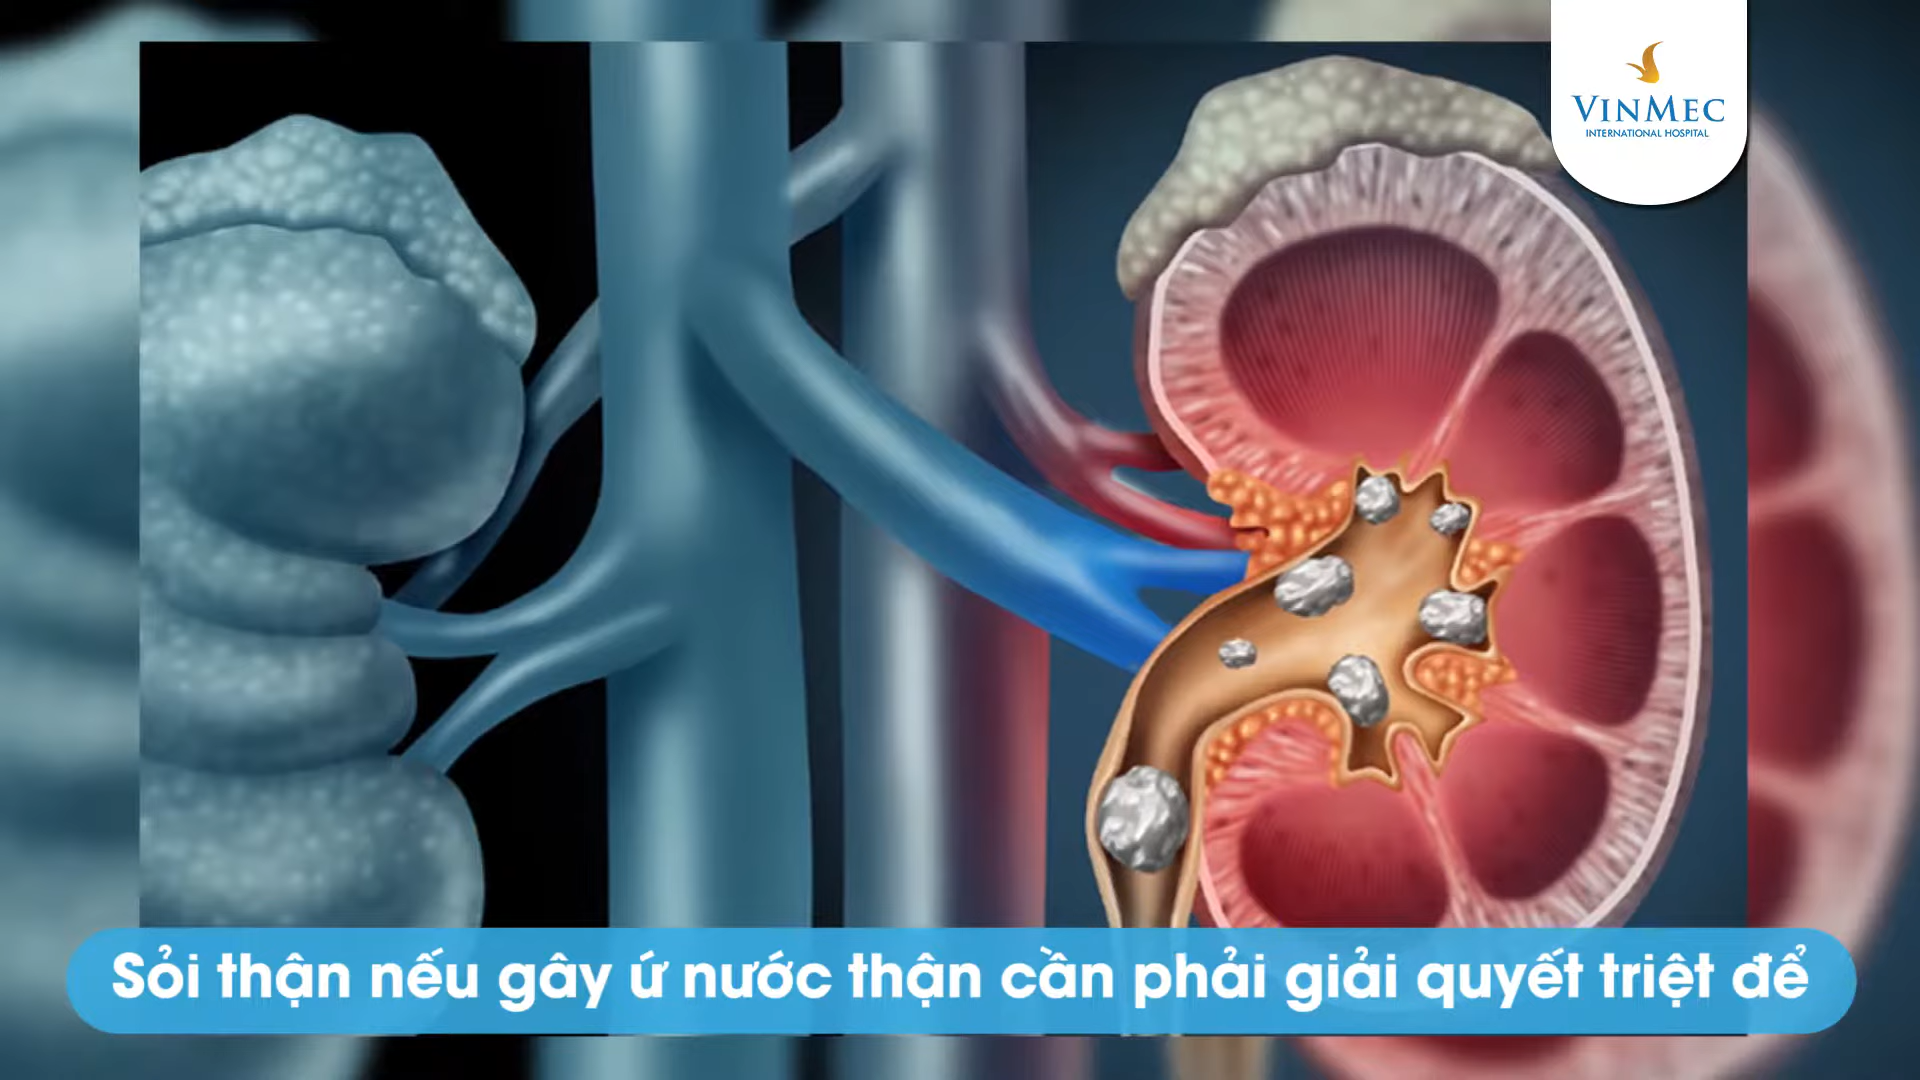 VINMEC
INTERNATIONAL HOSPITAL
Sỏi thận nếu gây ứ nước thận cần phải giải quyết triệt để